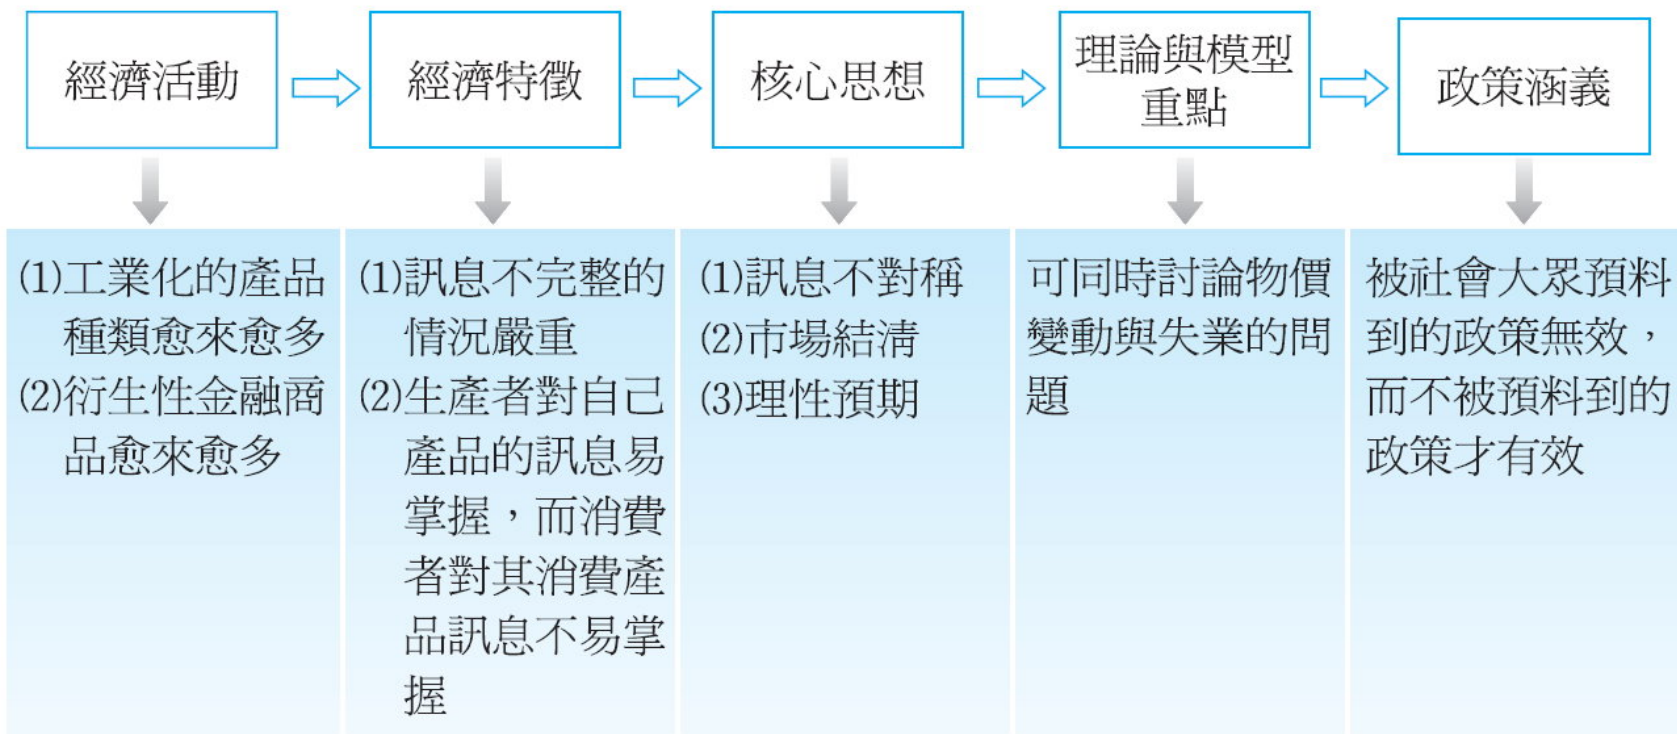 經濟活動
經濟特徵
核心思想
理論與模型
重點
政策涵義
(1)工業化的產品
種類愈來愈多
(2)衍生性金融商
品愈來愈多
(1)訊息不完整的
情況嚴重
(2)生產者對自己
產品的訊息易
掌握，而消費
者對其消費產
品訊息不易掌
握
(1)訊息不對稱
(2)市場結清
(3)理性預期
可同時討論物價
變動與失業的問
題
被社會大眾預料
到的政策無效，
而不被預料到的
政策才有效